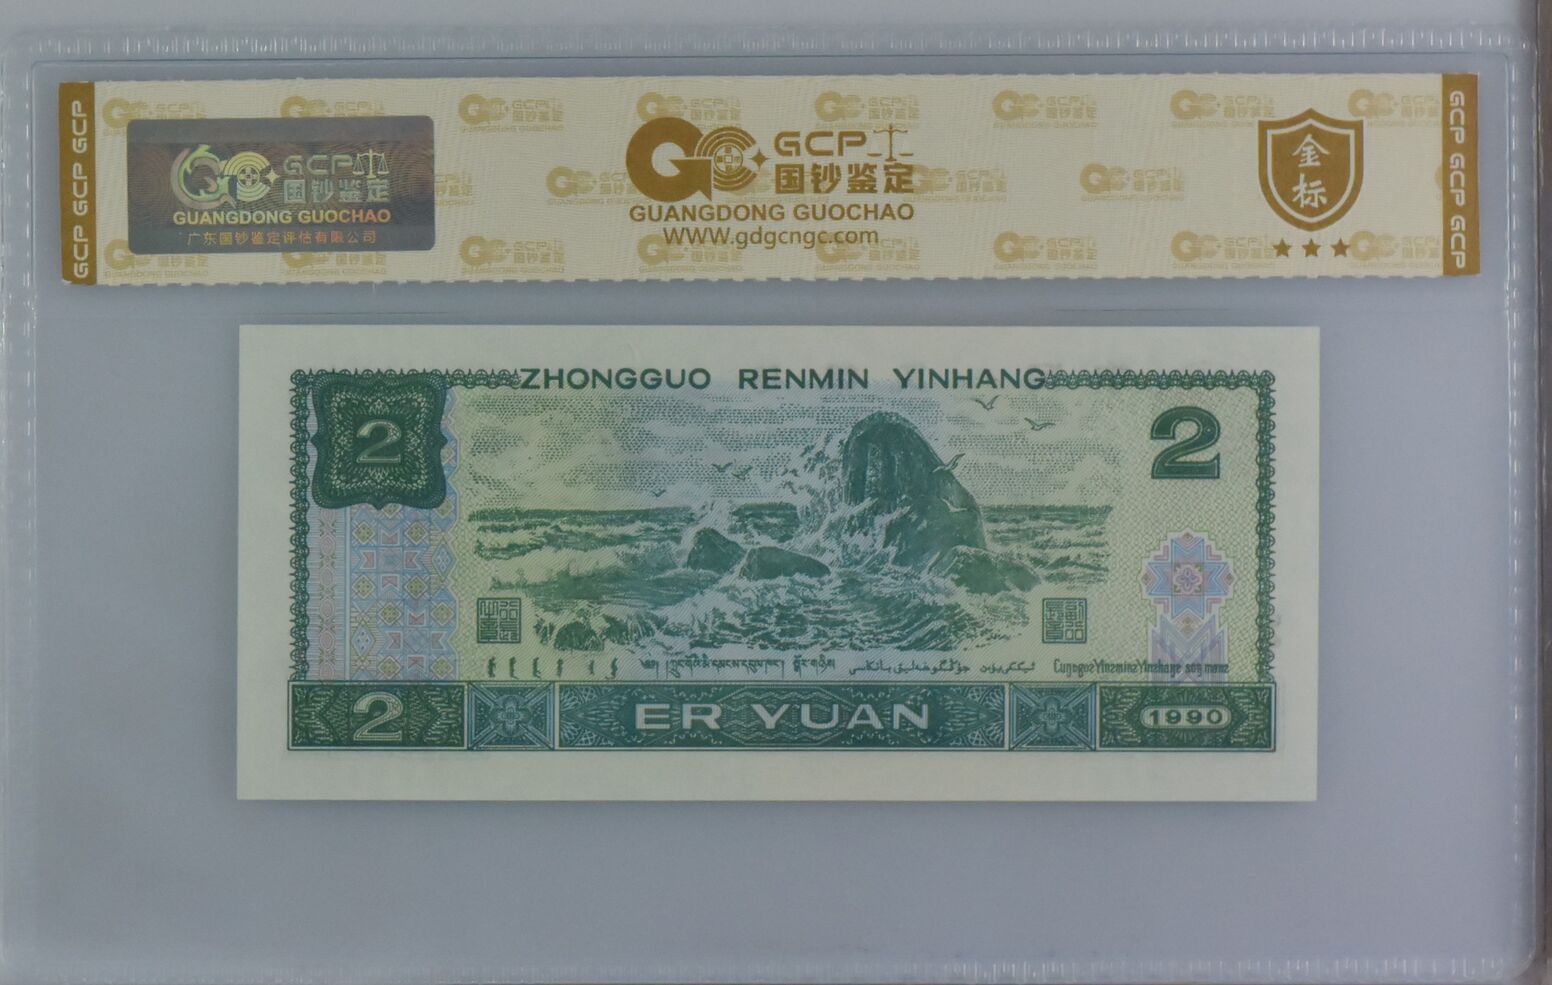 GCP GCP GCP
GCP
国钞鉴定
GUANGDONG GUOCHAO
广东国钞鉴定评估有限公司
GCP
国钞鉴定
GUANGDONG GUOCHAO
WWW.gdgcngc.com
金
标
GCP GCP GCP
ZHONGGUO RENMIN YINHANG
2
2
2
ER YUAN
1990